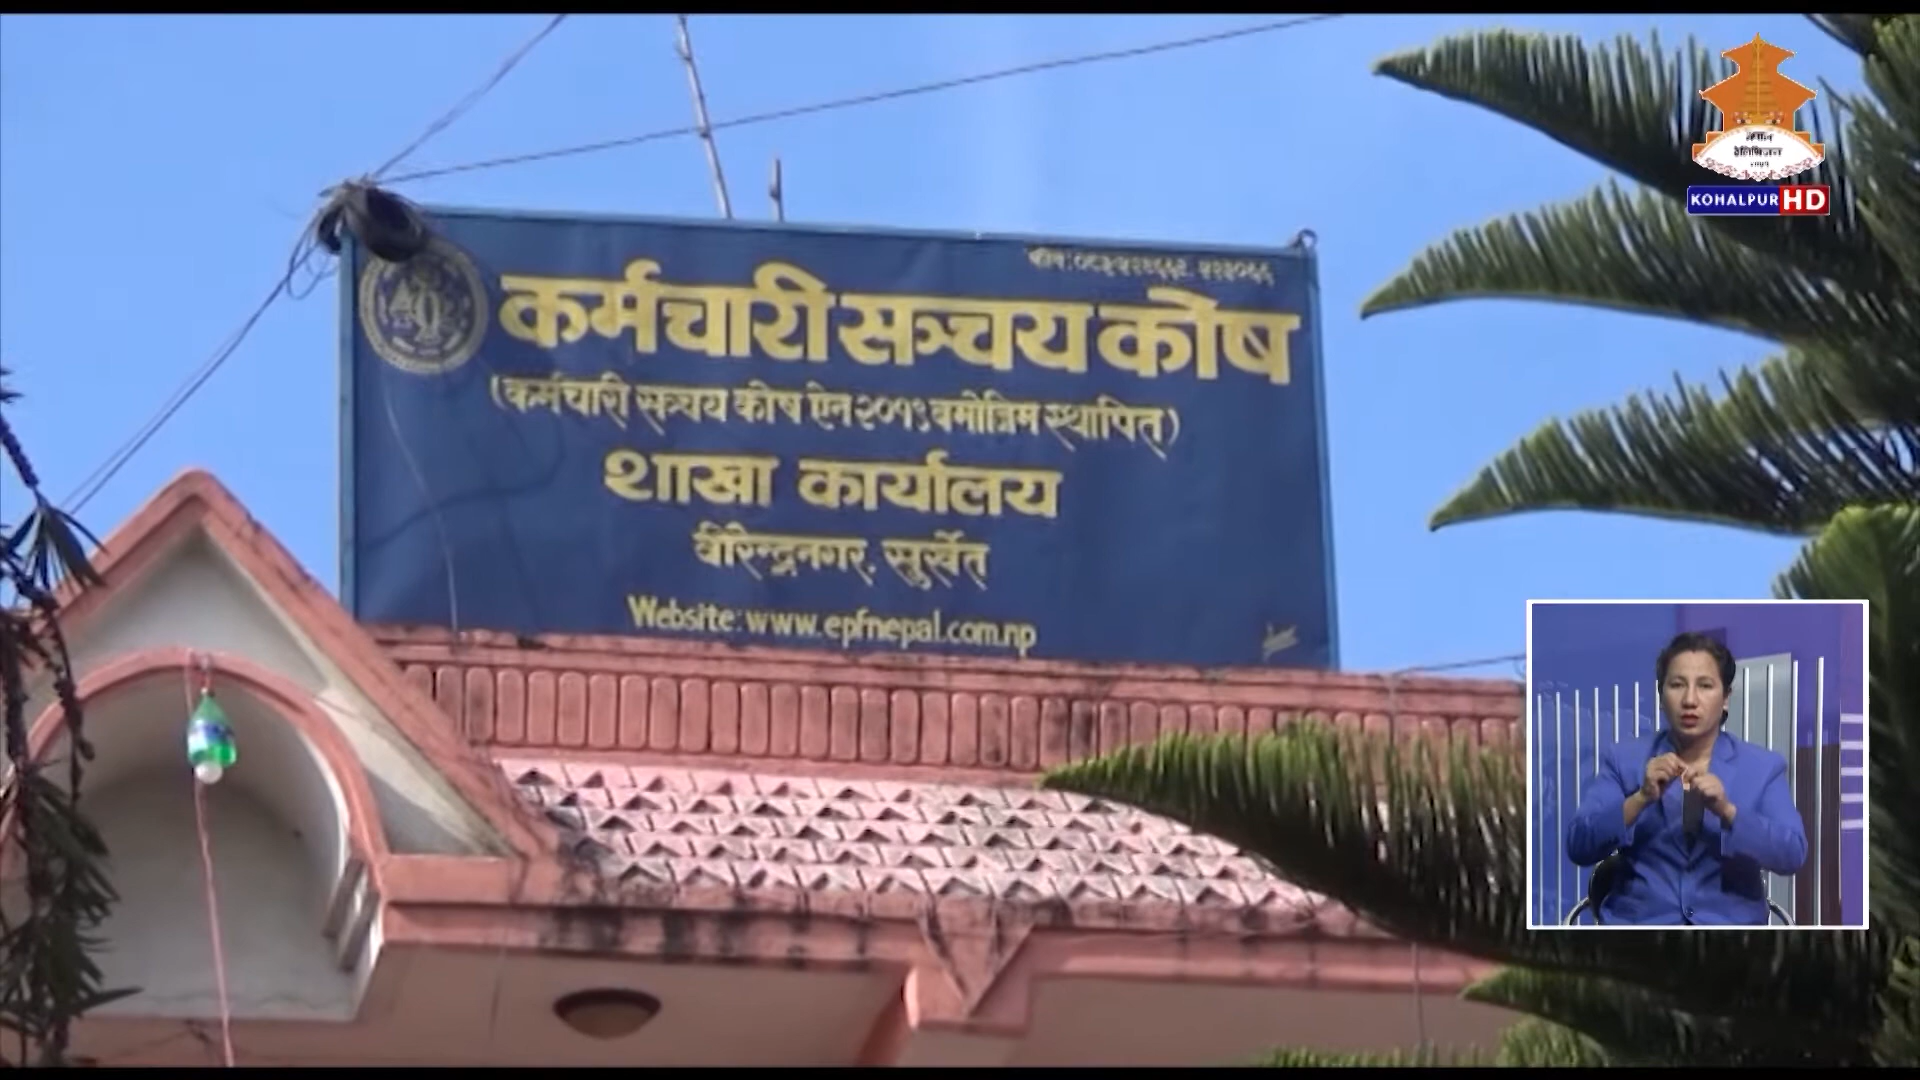 नेपाल
टेलिभिजन
KOHALPUR HD
कर्मचारी सञ्चय कोष
(कर्मचारी सञ्चय कोष ऐन २०१९ बमोजिम स्थापित)
शाखा कार्यालय
वीरेन्द्रनगर, सुर्खेत
Website: www.epfnepal.com.np